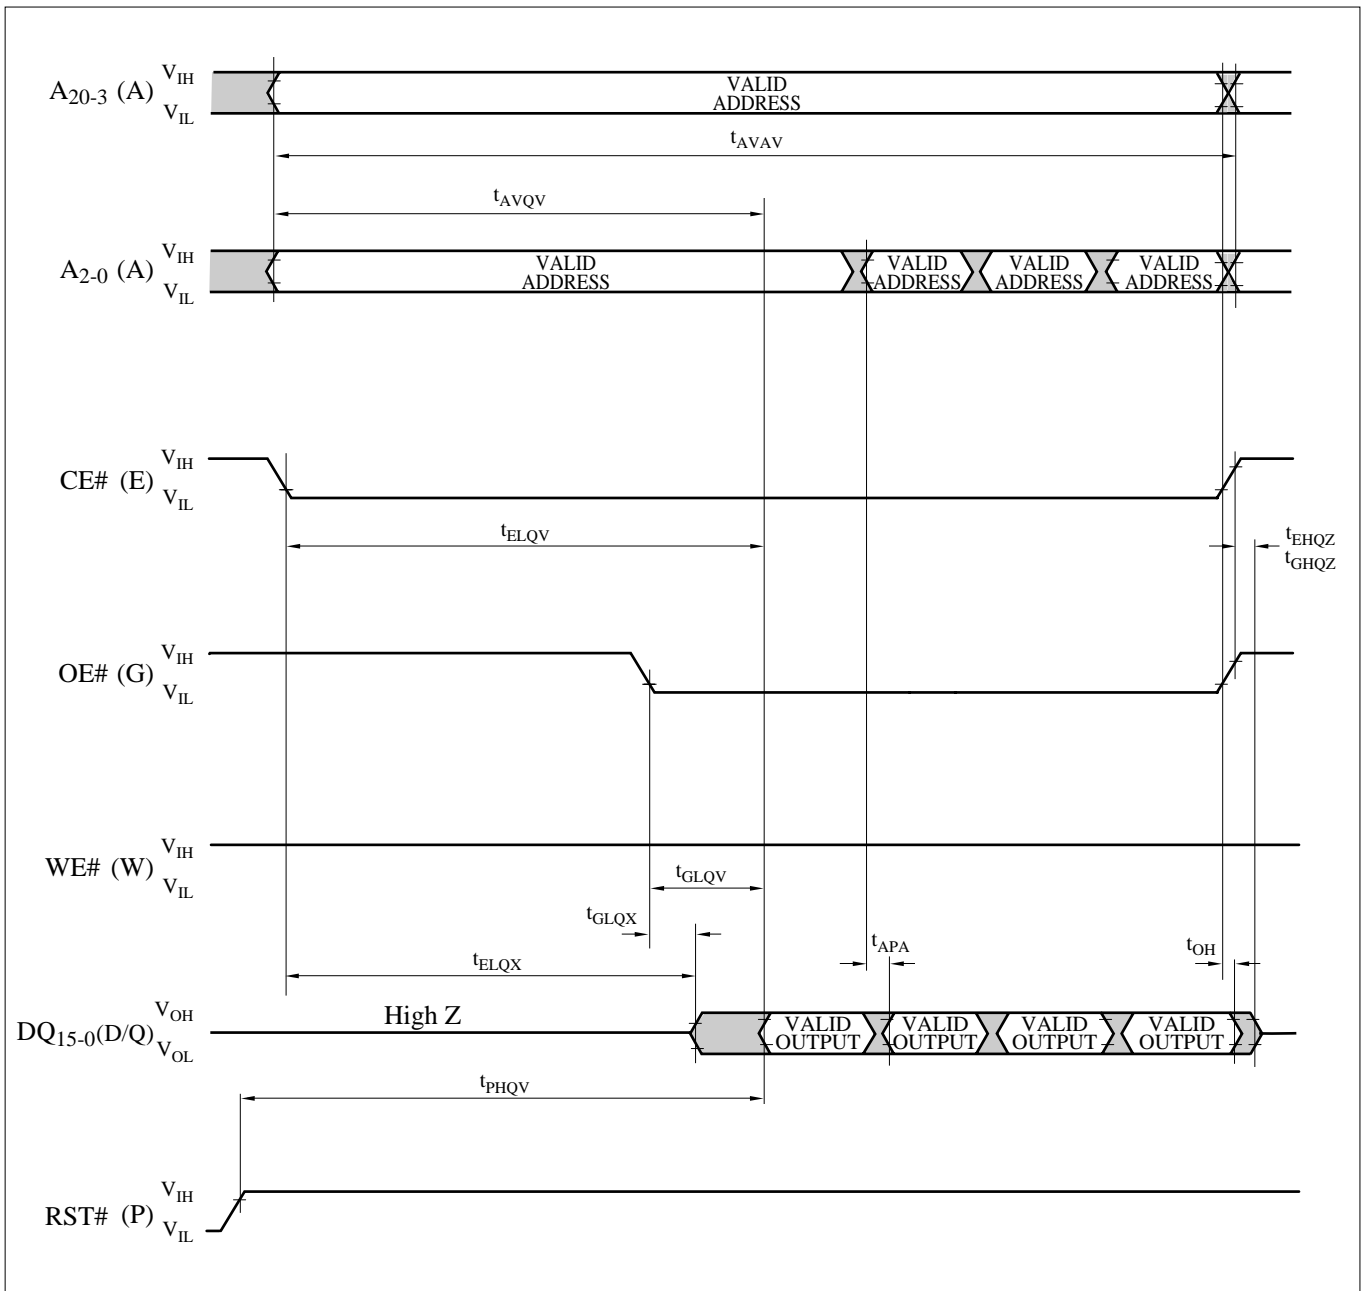 A20-3 (A) VIH VIL
VALID ADDRESS
tAVAV
tAVQV
A2-0 (A) VIH VIL
VALID ADDRESS
VALID ADDRESS
VALID ADDRESS
VALID ADDRESS
CE# (E) VIH VIL
tELQV
tEHQZ
tGHQZ
OE# (G) VIH VIL
WE# (W) VIH VIL
tGLQV
tGLQX
tAPA
tOH
tELQX
DQ15-0(D/Q) VOH VOL
High Z
VALID OUTPUT
VALID OUTPUT
VALID OUTPUT
VALID OUTPUT
tPHQV
RST# (P) VIH VIL